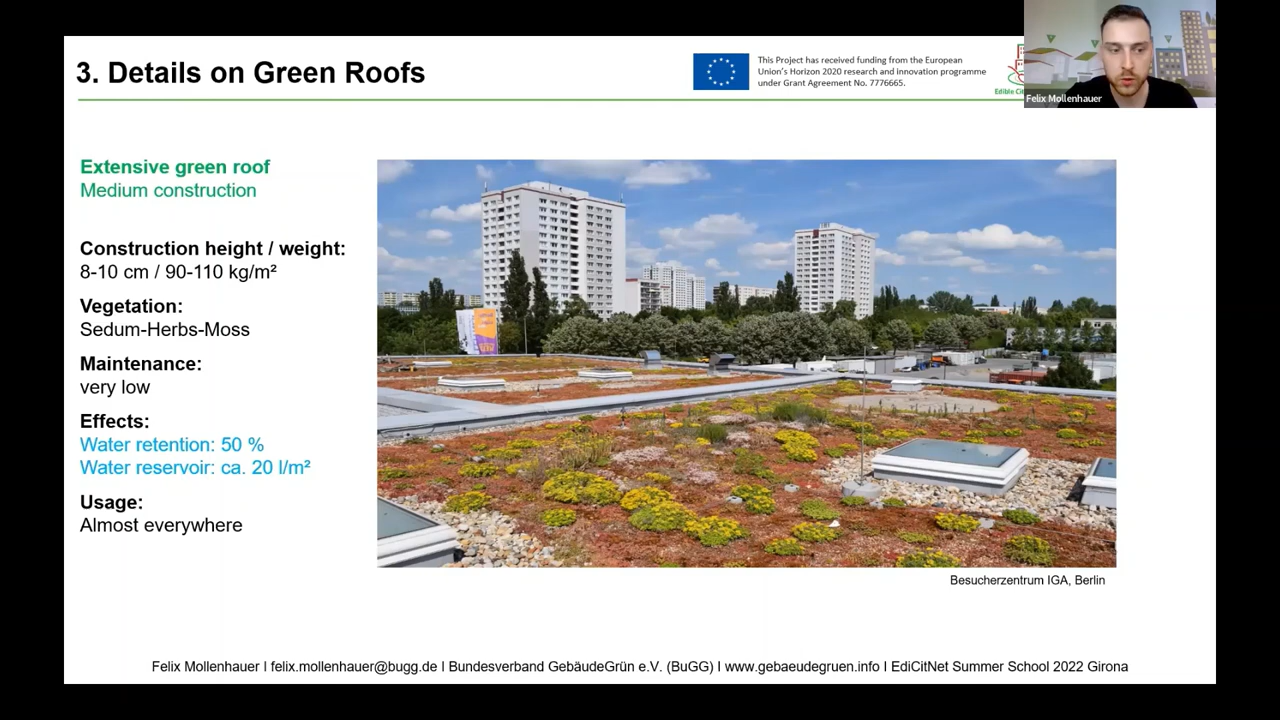 3. Details on Green Roofs
This Project has received funding from the European
Union's Horizon 2020 research and innovation programme
under Grant Agreement No. 7776665.
Felix Mollenhauer
Extensive green roof
Medium construction
Construction height / weight:
8-10 cm / 90-110 kg/m²
Vegetation:
Sedum-Herbs-Moss
Maintenance:
very low
Effects:
Water retention: 50 %
Water reservoir: ca. 20 l/m²
Usage:
Almost everywhere
Besucherzentrum IGA, Berlin
Felix Mollenhauer I felix.mollenhauer@bugg.de I Bundesverband GebäudeGrün e.V. (BuGG) I www.gebaeudegruen.info I EdiCitNet Summer School 2022 Girona